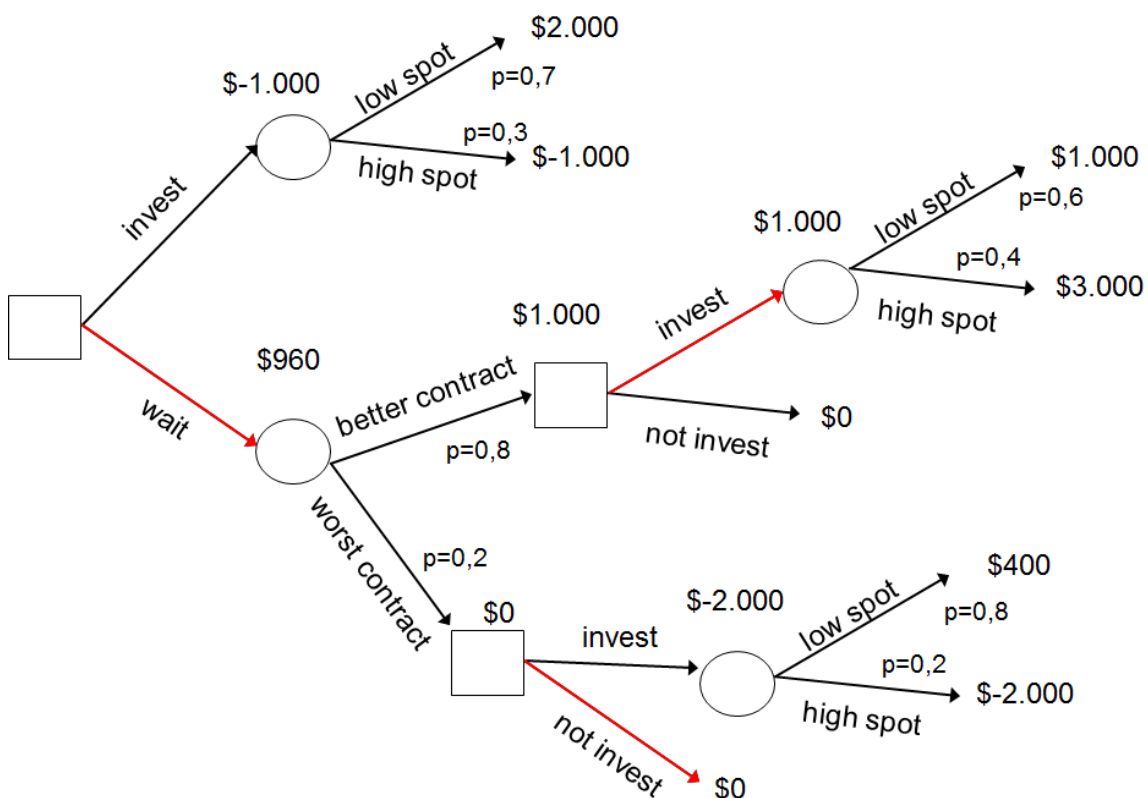 $2.000
low spot
p=0,7
$-1.000
p=0,3
high spot
$-1.000
invest
$1.000
low spot
p=0,6
$1.000
p=0,4
high spot
$3.000
invest
$1.000
not invest
$0
$960
wait
better contract
p=0,8
worst contract
p=0,2
$0
invest
$-2.000
low spot
$400
p=0,8
p=0,2
high spot
$-2.000
not invest
$0